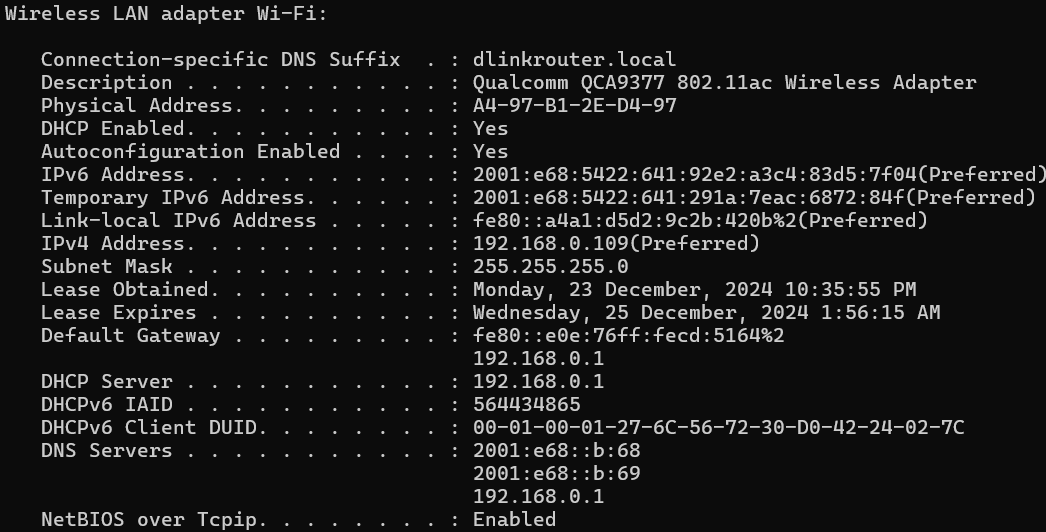 Wireless LAN adapter Wi-Fi:
Connection-specific DNS Suffix  . : dlinkrouter.local
Description . . . . . . . . . . . : Qualcomm QCA9377 802.11ac Wireless Adapter
Physical Address. . . . . . . . . : A4-97-B1-2E-D4-97
DHCP Enabled. . . . . . . . . . . : Yes
Autoconfiguration Enabled . . . . : Yes
IPv6 Address. . . . . . . . . . . : 2001:e68:5422:641:92e2:a3c4:83d5:7f04(Preferred)
Temporary IPv6 Address. . . . . . : 2001:e68:5422:641:291a:7eac:6872:84f(Preferred)
Link-local IPv6 Address . . . . . : fe80::a4a1:d5d2:9c2b:420b%2(Preferred)
IPv4 Address. . . . . . . . . . . : 192.168.0.109(Preferred)
Subnet Mask . . . . . . . . . . . : 255.255.255.0
Lease Obtained. . . . . . . . . . : Monday, 23 December, 2024 10:35:55 PM
Lease Expires . . . . . . . . . . : Wednesday, 25 December, 2024 1:56:15 AM
Default Gateway . . . . . . . . . : fe80::e0e:76ff:fecd:5164%2
192.168.0.1
DHCP Server . . . . . . . . . . . : 192.168.0.1
DHCPv6 IAID . . . . . . . . . . . : 564434865
DHCPv6 Client DUID. . . . . . . . : 00-01-00-01-27-6C-56-72-30-D0-42-24-02-7C
DNS Servers . . . . . . . . . . . : 2001:e68::b:68
2001:e68::b:69
192.168.0.1
NetBIOS over Tcpip. . . . . . . . : Enabled